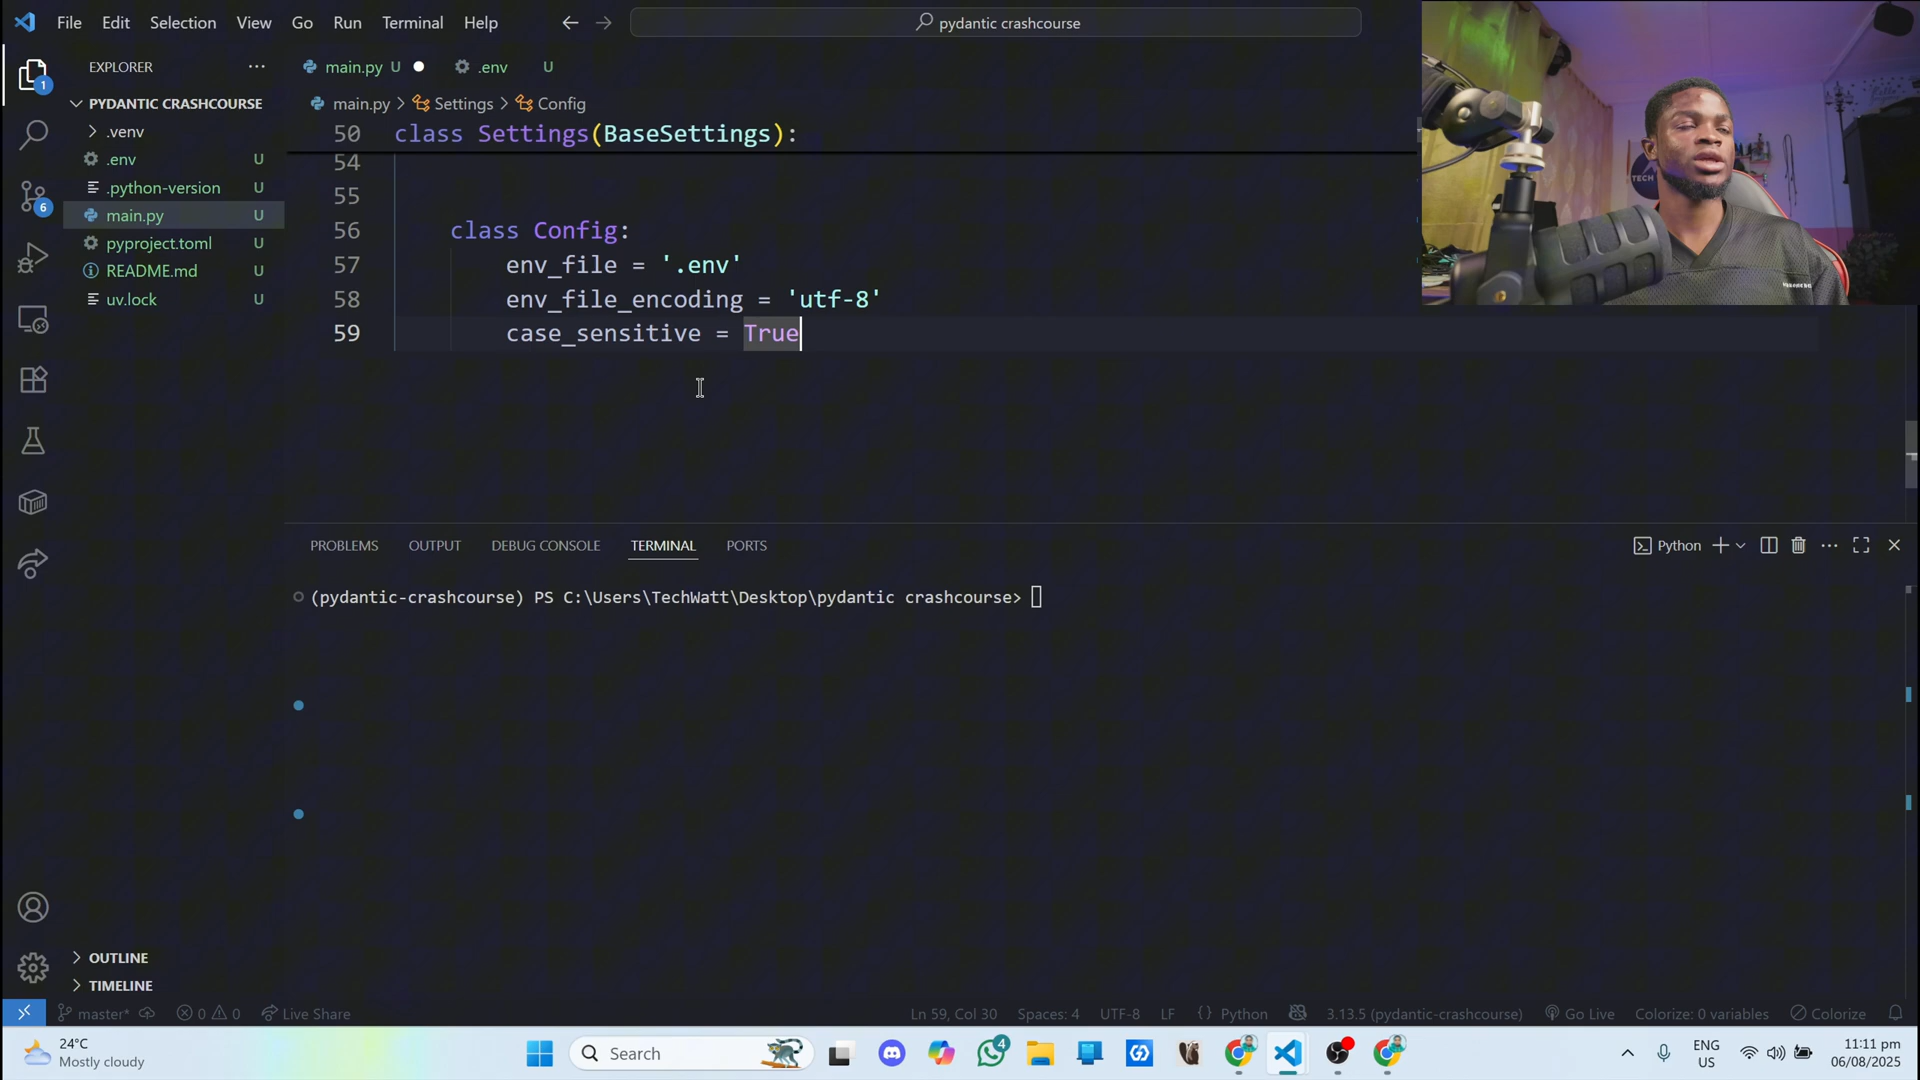 File Edit Selection View Go Run Terminal Help
pydantic crashcourse
EXPLORER
main.py U
.env U
PYDANTIC CRASHCOURSE
main.py > Settings > Config
.venv
.env U
.python-version U
main.py U
pyproject.toml U
README.md U
uv.lock U
50 class Settings(BaseSettings):
54
55
56 class Config:
57 env_file = '.env'
58 env_file_encoding = 'utf-8'
59 case_sensitive = True
1
6
TECH
PROBLEMS OUTPUT DEBUG CONSOLE TERMINAL PORTS
Python
(pydantic-crashcourse) PS C:\Users\TechWatt\Desktop\pydantic crashcourse>
OUTLINE
TIMELINE
master* 0 0 Live Share
Ln 59, Col 30 Spaces: 4 UTF-8 LF {} Python 3.13.5 (pydantic-crashcourse) Go Live Colorize: 0 variables Colorize
24°C
Mostly cloudy
Search
4
ENG
US
11:11 pm
06/08/2025